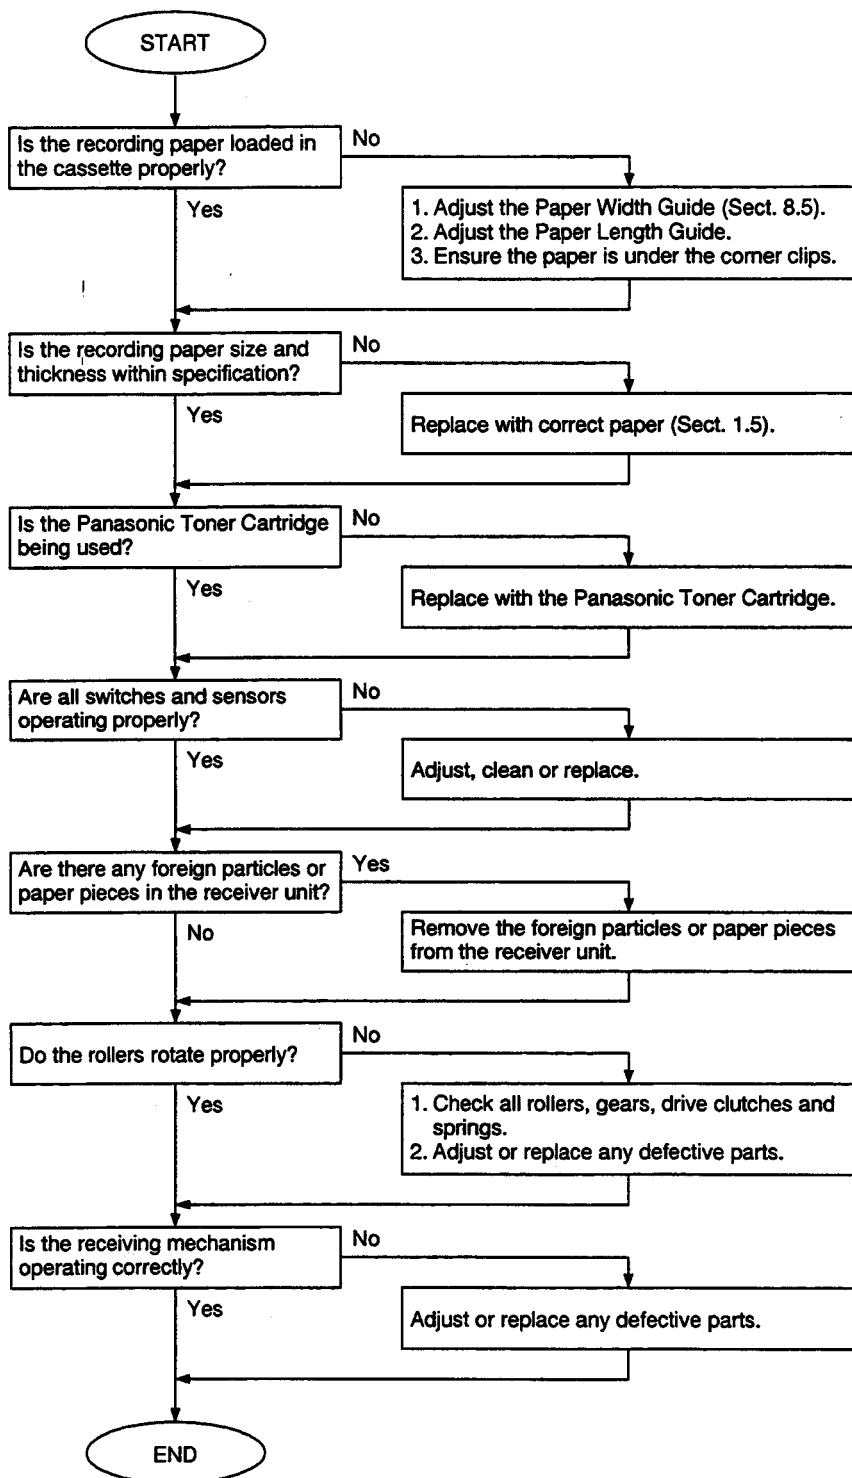 START
Is the recording paper loaded in
the cassette properly?
No
Yes
1. Adjust the Paper Width Guide (Sect. 8.5).
2. Adjust the Paper Length Guide.
3. Ensure the paper is under the corner clips.
Is the recording paper size and
thickness within specification?
No
Yes
Replace with correct paper (Sect. 1.5).
Is the Panasonic Toner Cartridge
being used?
No
Yes
Replace with the Panasonic Toner Cartridge.
Are all switches and sensors
operating properly?
No
Yes
Adjust, clean or replace.
Are there any foreign particles or
paper pieces in the receiver unit?
Yes
No
Remove the foreign particles or paper pieces
from the receiver unit.
Do the rollers rotate properly?
No
Yes
1. Check all rollers, gears, drive clutches and
springs.
2. Adjust or replace any defective parts.
Is the receiving mechanism
operating correctly?
No
Yes
Adjust or replace any defective parts.
END